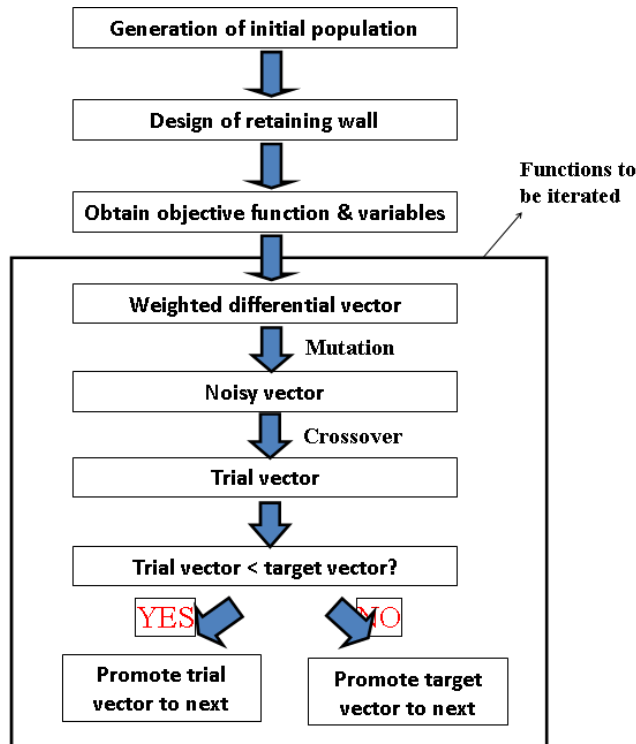 Generation of initial population
Design of retaining wall
Functions to
be iterated
Obtain objective function & variables
Weighted differential vector
Mutation
Noisy vector
Crossover
Trial vector
Trial vector < target vector?
YES
NO
Promote trial
vector to next
Promote target
vector to next